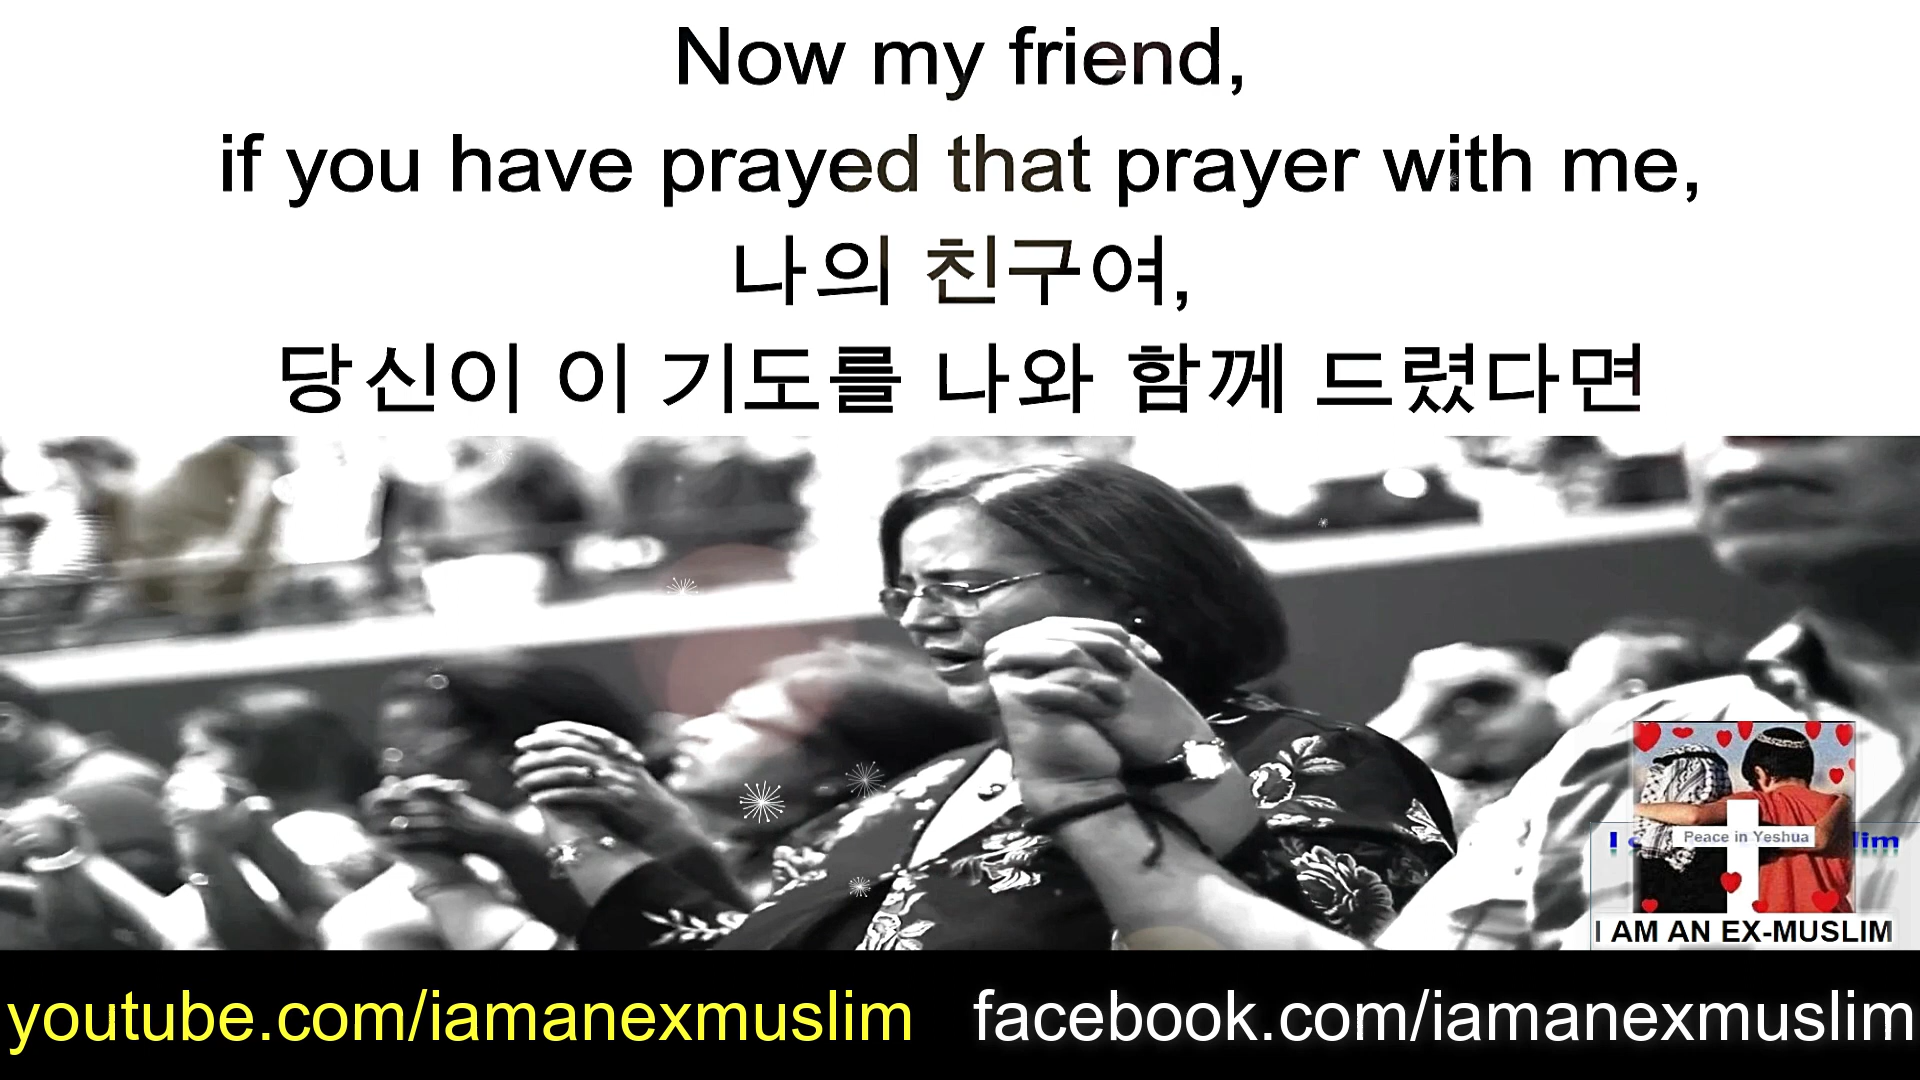 Now my friend,
if you have prayed that prayer with me,
나의 친구여,
당신이 이 기도를 나와 함께 드렸다면
Peace in Yeshua
I AM AN EX-MUSLIM
youtube.com/iamanexmuslim facebook.com/iamanexmuslim